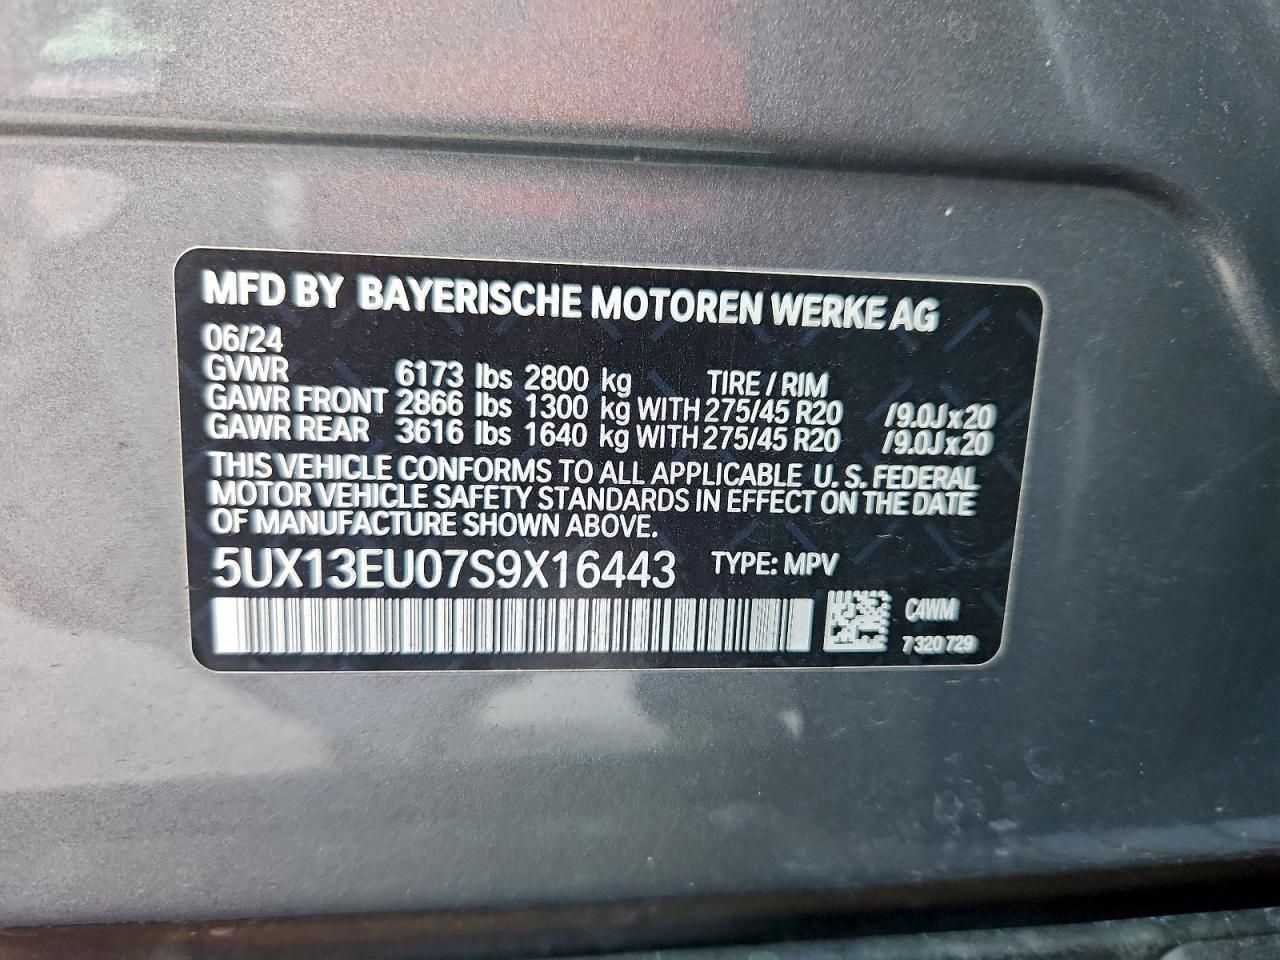 MFD BY BAYERISCHE MOTOREN WERKE AG
06/24
GVWR 6173 lbs 2800 kg TIRE / RIM
GAWR FRONT 2866 lbs 1300 kg WITH 275/45 R20 /9.0J x 20
GAWR REAR 3616 lbs 1640 kg WITH 275/45 R20 /9.0J x 20
THIS VEHICLE CONFORMS TO ALL APPLICABLE U. S. FEDERAL
MOTOR VEHICLE SAFETY STANDARDS IN EFFECT ON THE DATE
OF MANUFACTURE SHOWN ABOVE.
5UX13EU07S9X16443 TYPE: MPV
C4WM
7 320 729